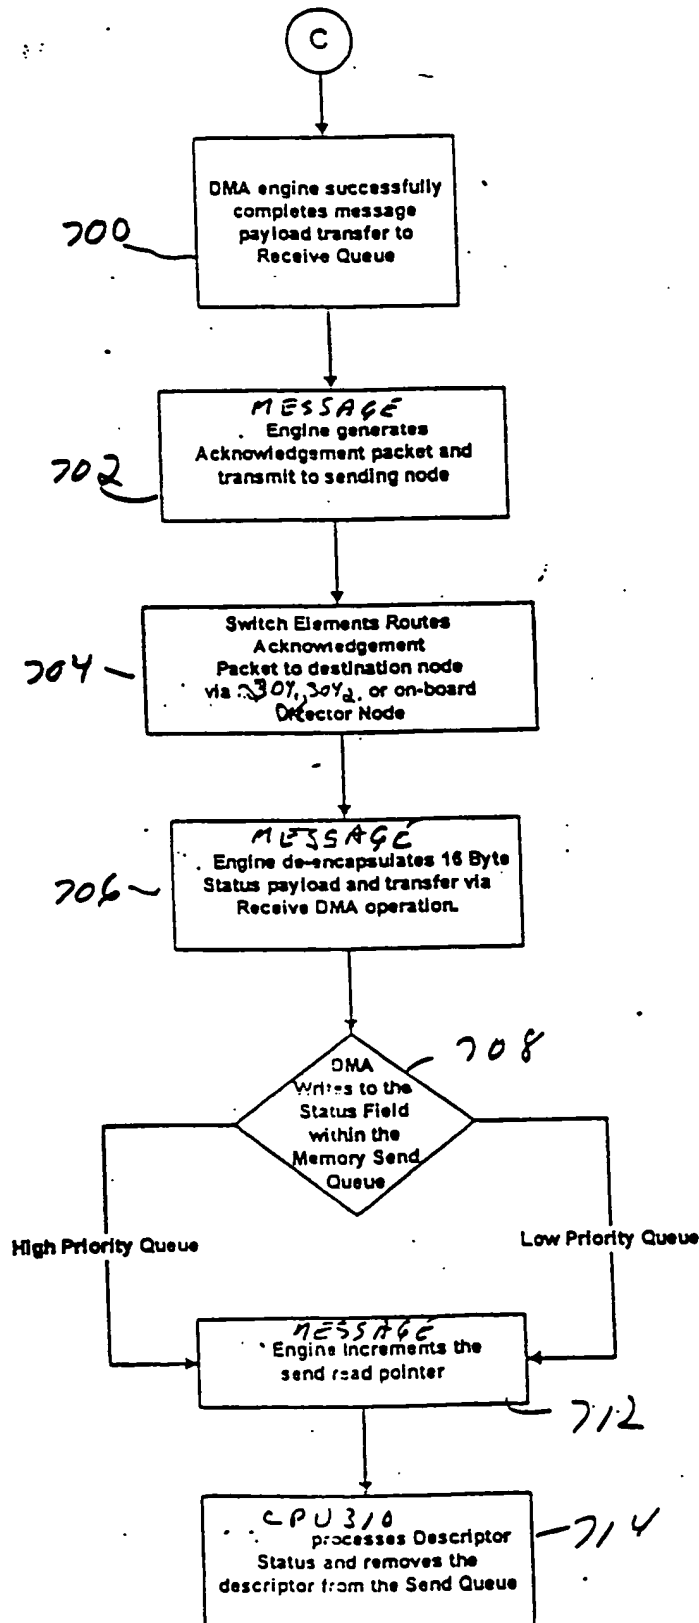 C
DMA engine successfully
completes message
payload transfer to
Receive Queue
700
MESSAGE
Engine generates
Acknowledgement packet and
transmit to sending node
702
Switch Elements Routes
Acknowledgement
Packet to destination node
via 304₁, 304₂, or on-board
Director Node
704
MESSAGE
Engine de-encapsulates 16 Byte
Status payload and transfer via
Receive DMA operation.
706
DMA
Writes to the
Status Field
within the
Memory Send
Queue
708
High Priority Queue
Low Priority Queue
MESSAGE
Engine increments the
send read pointer
712
CPU 310
processes Descriptor
Status and removes the
descriptor from the Send Queue
714